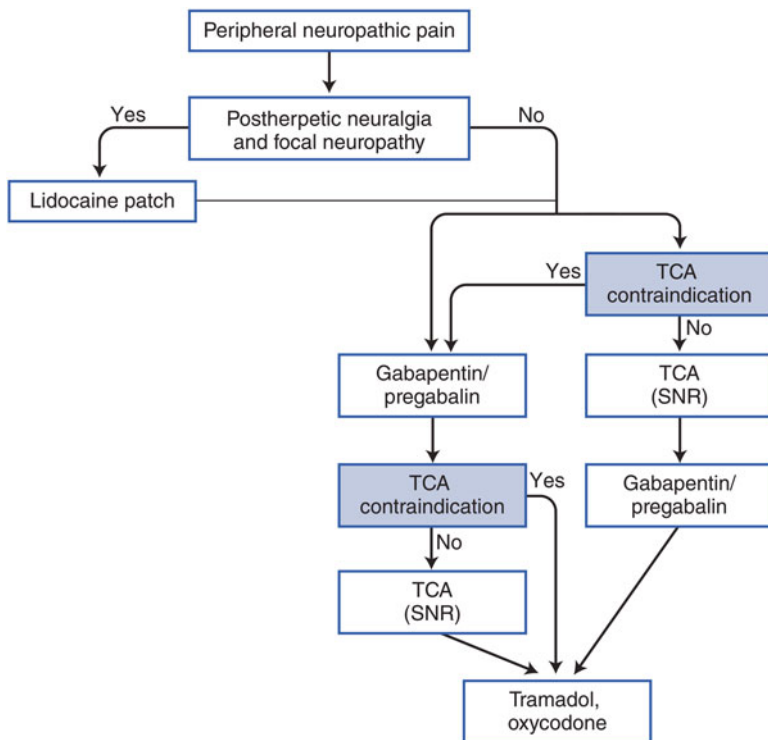 Peripheral neuropathic pain
Yes
Postherpetic neuralgia
and focal neuropathy
No
Lidocaine patch
Yes
TCA
contraindication
No
Gabapentin/
pregabalin
TCA
(SNR)
TCA
contraindication
Yes
Gabapentin/
pregabalin
No
TCA
(SNR)
Tramadol,
oxycodone